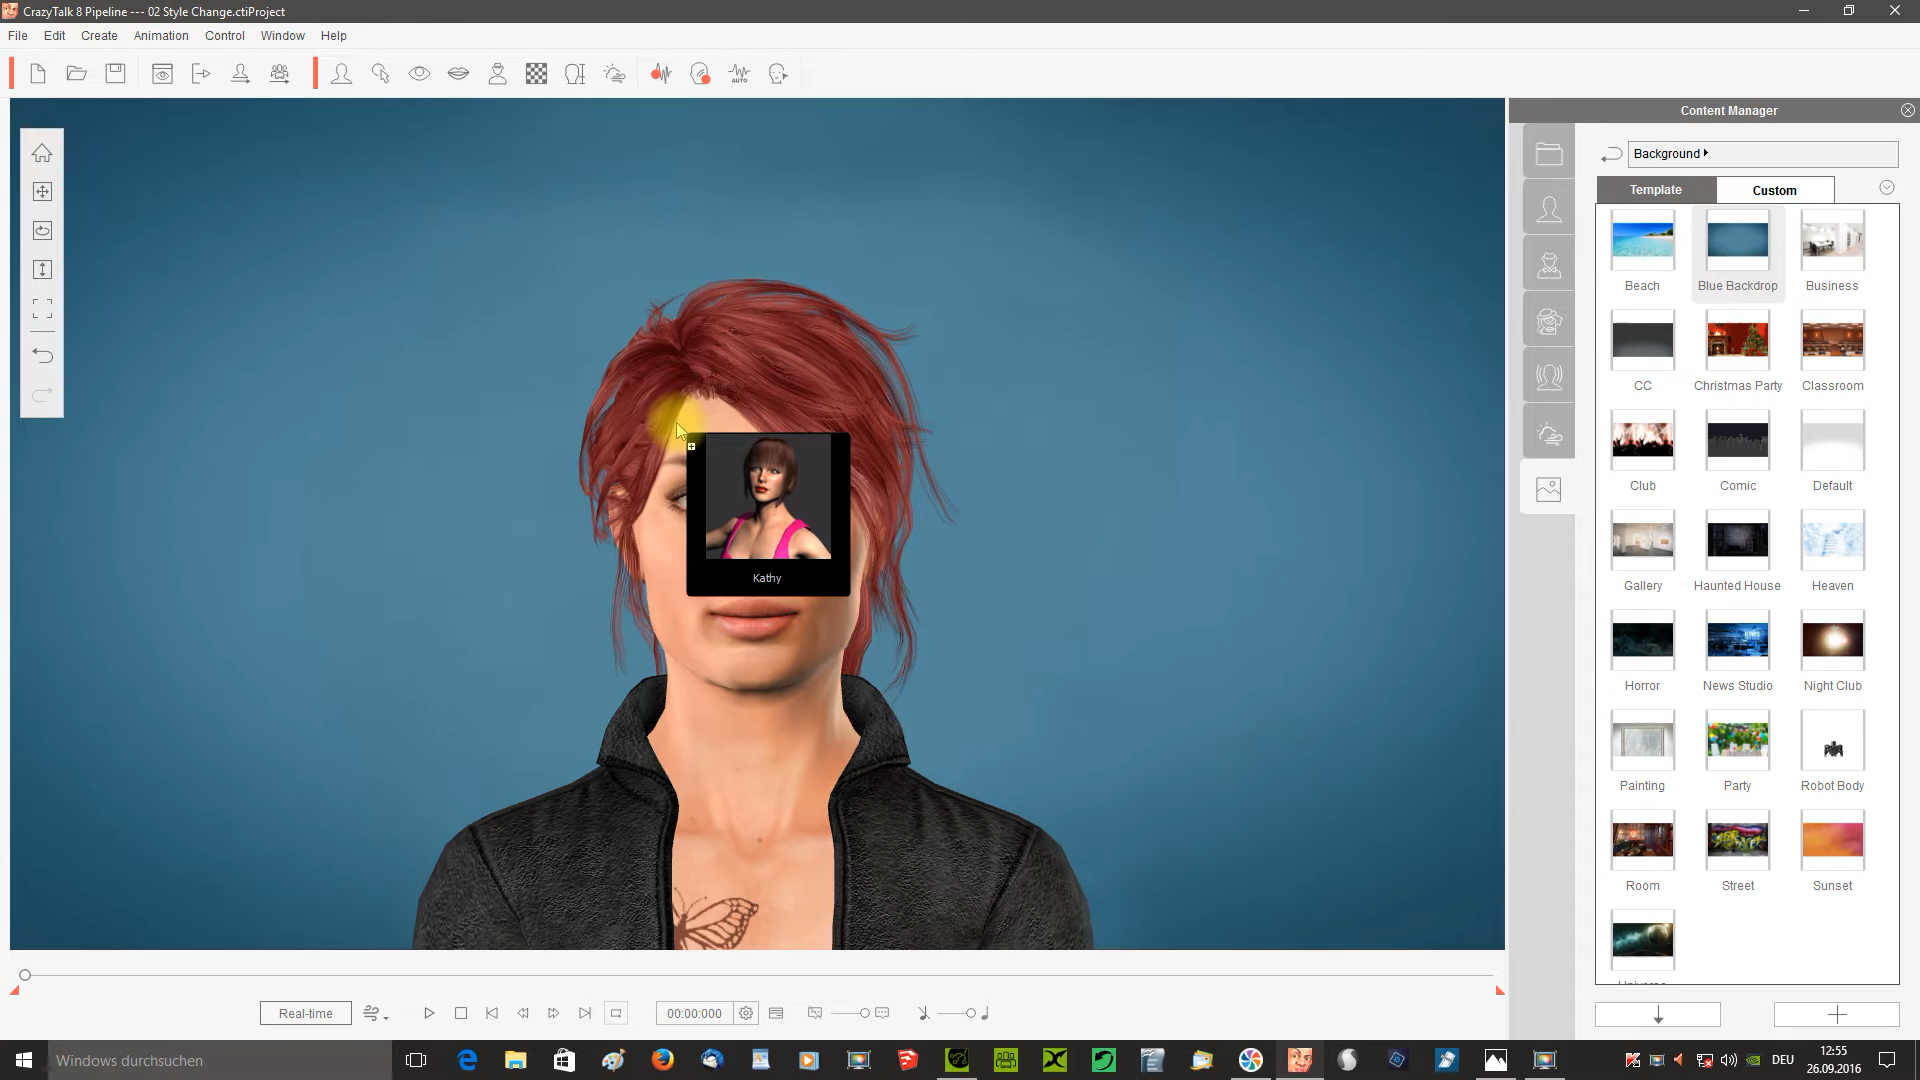 CrazyTalk 8 Pipeline --- 02 Style Change.ctiProject
File Edit Create Animation Control Window Help
AUTO
Content Manager
Background
Template Custom
Beach Blue Backdrop Business
CC Christmas Party Classroom
Club Comic Default
Gallery Haunted House Heaven
Horror News Studio Night Club
Painting Party Robot Body
Room Street Sunset
Kathy
Real-time 00:00:000
Windows durchsuchen
DEU 12:55
26.09.2016